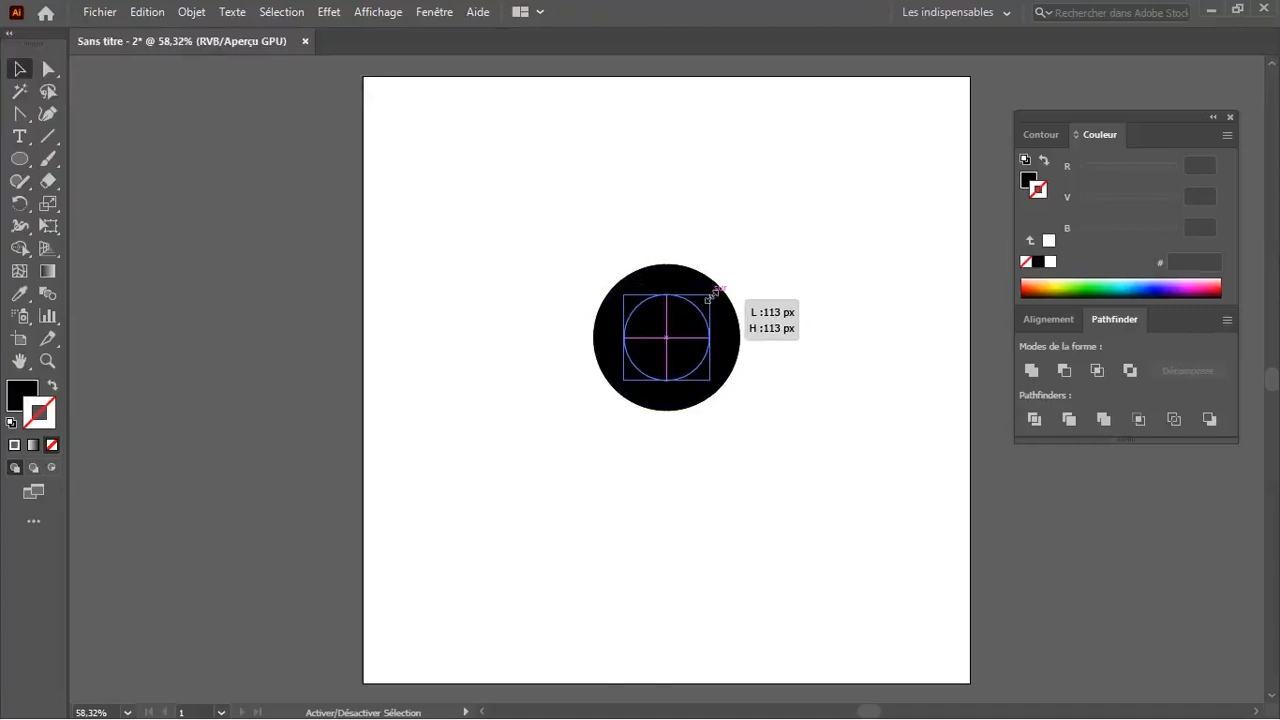 Ai Fichier Edition Objet Texte Sélection Effet Affichage Fenêtre Aide Les indispensables Rechercher dans Adobe Stock
Sans titre - 2* @ 58,32% (RVB/Aperçu GPU) ×
Contour Couleur
R
V
B
#
L :113 px
H :113 px
Alignement Pathfinder
Modes de la forme :
Décomposer
Pathfinders :
58,32% 1 Activer/Désactiver Sélection